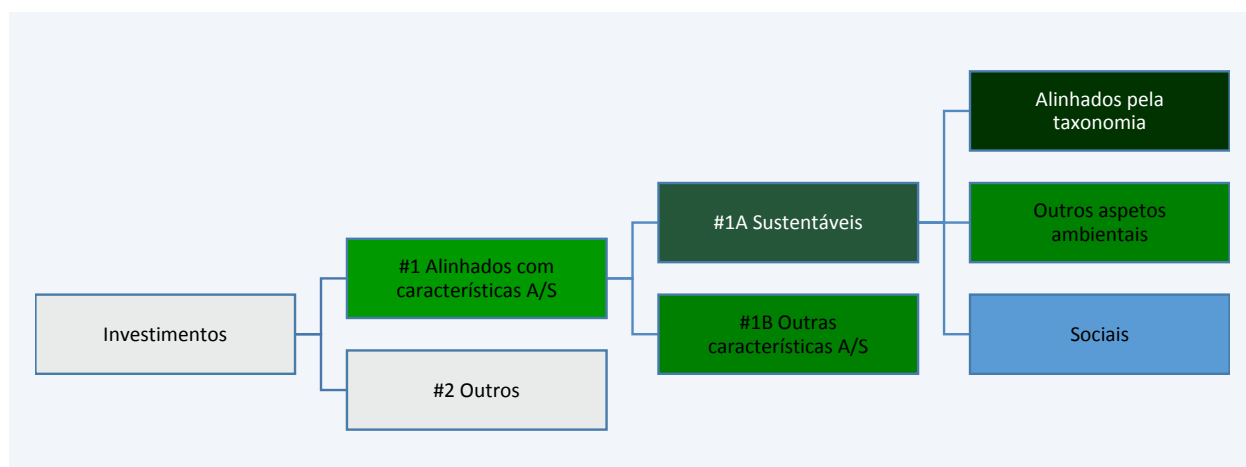 Investimentos
#1 Alinhados com
características A/S
#2 Outros
#1A Sustentáveis
#1B Outras
características A/S
Alinhados pela
taxonomia
Outros aspetos
ambientais
Sociais